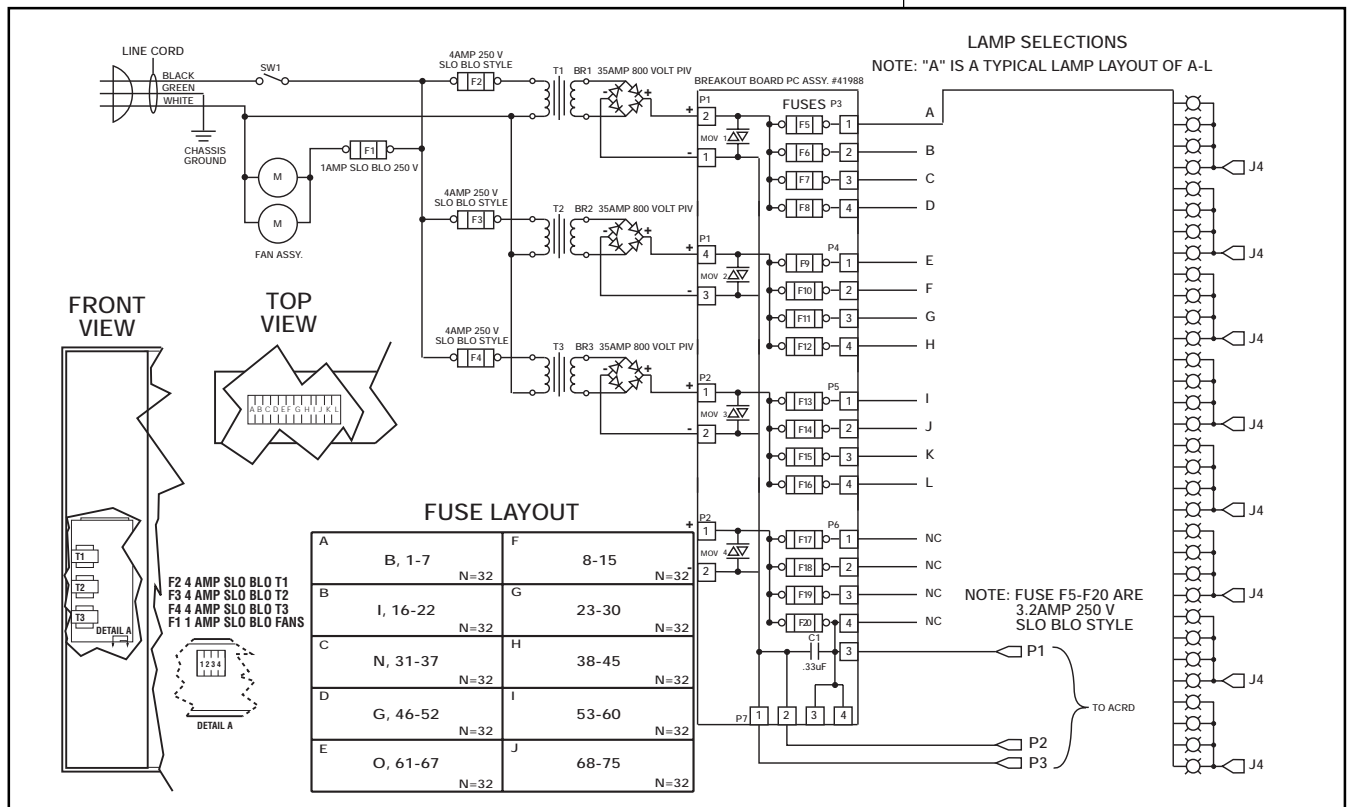 LINE CORD
BLACK
GREEN
WHITE
SW1
CHASSIS
GROUND
M
M
FAN ASSY.
F1
1AMP SLO BLO 250 V
4AMP 250 V
SLO BLO STYLE
F2
T1
BR1 35AMP 800 VOLT PIV
-
+
4AMP 250 V
SLO BLO STYLE
F3
T2
BR2 35AMP 800 VOLT PIV
-
+
4AMP 250 V
SLO BLO STYLE
F4
T3
BR3 35AMP 800 VOLT PIV
-
+
BREAKOUT BOARD PC ASSY. #41988
FUSES P3
P1
+ 2
MOV 1
- 1
F5 1 A
F6 2 B
F7 3 C
F8 4 D
P1
+ 4
MOV 2
- 3
P4
F9 1 E
F10 2 F
F11 3 G
F12 4 H
P2
+ 1
MOV 3
- 2
P5
F13 1 I
F14 2 J
F15 3 K
F16 4 L
P2
+ 1
MOV 4
- 2
P6
F17 1 NC
F18 2 NC
F19 3 NC
F20 4 NC
C1
.33uF
3
P7 1 2 3 4
LAMP SELECTIONS
NOTE: "A" IS A TYPICAL LAMP LAYOUT OF A-L
J4
J4
J4
J4
J4
J4
J4
J4
NOTE: FUSE F5-F20 ARE
3.2AMP 250 V
SLO BLO STYLE
P1
TO ACRD
P2
P3
FRONT
VIEW
T1
T2
T3
DETAIL A
TOP
VIEW
A B C D E F G H I J K L
F2 4 AMP SLO BLO T1
F3 4 AMP SLO BLO T2
F4 4 AMP SLO BLO T3
F1 1 AMP SLO BLO FANS
1 2 3 4
DETAIL A
FUSE LAYOUT
A B, 1-7 N=32
F 8-15 N=32
B I, 16-22 N=32
G 23-30 N=32
C N, 31-37 N=32
H 38-45 N=32
D G, 46-52 N=32
I 53-60 N=32
E O, 61-67 N=32
J 68-75 N=32